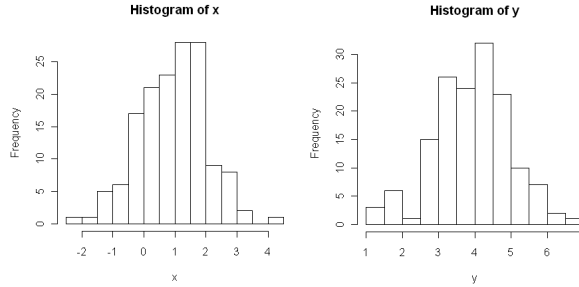 Histogram of x
Frequency
0 5 10 15 20 25
-2 -1 0 1 2 3 4
x
Histogram of y
Frequency
0 5 10 15 20 25 30
1 2 3 4 5 6
y